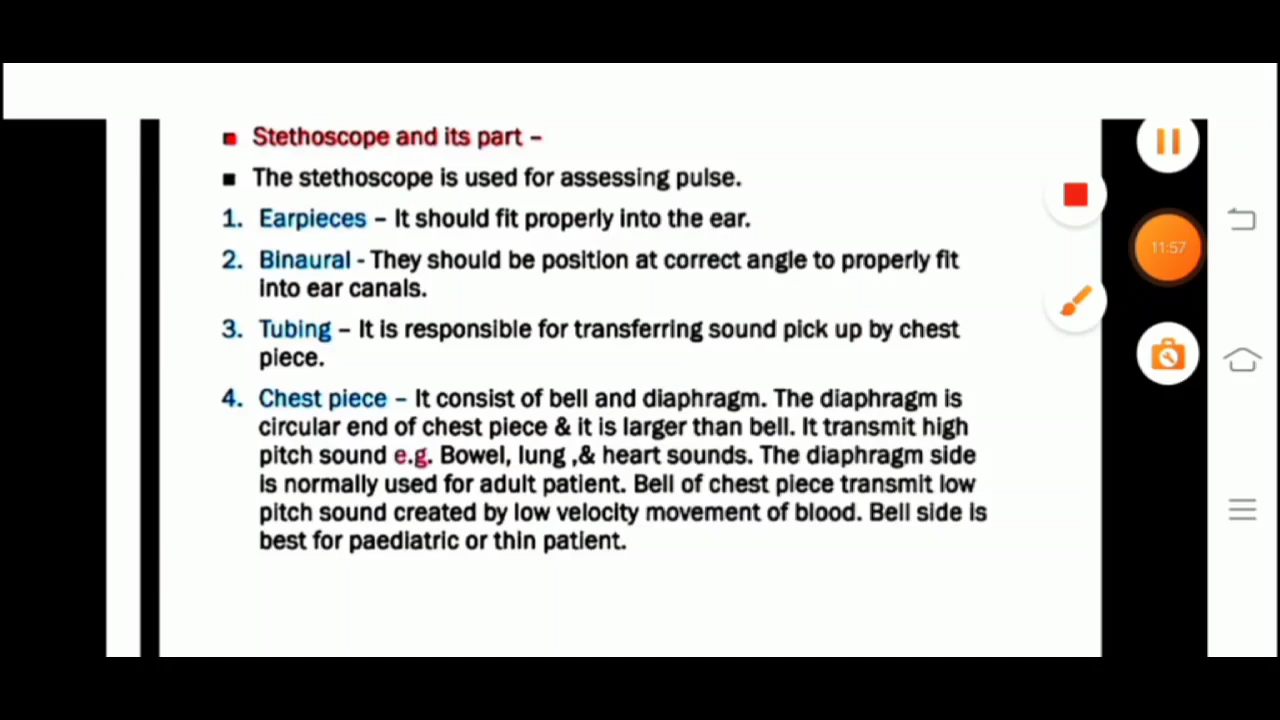 Stethoscope and its part –
The stethoscope is used for assessing pulse.
1. Earpieces – It should fit properly into the ear.
2. Binaural - They should be position at correct angle to properly fit
into ear canals.
3. Tubing – It is responsible for transferring sound pick up by chest
piece.
4. Chest piece – It consist of bell and diaphragm. The diaphragm is
circular end of chest piece & it is larger than bell. It transmit high
pitch sound e.g. Bowel, lung ,& heart sounds. The diaphragm side
is normally used for adult patient. Bell of chest piece transmit low
pitch sound created by low velocity movement of blood. Bell side is
best for paediatric or thin patient.
11:57